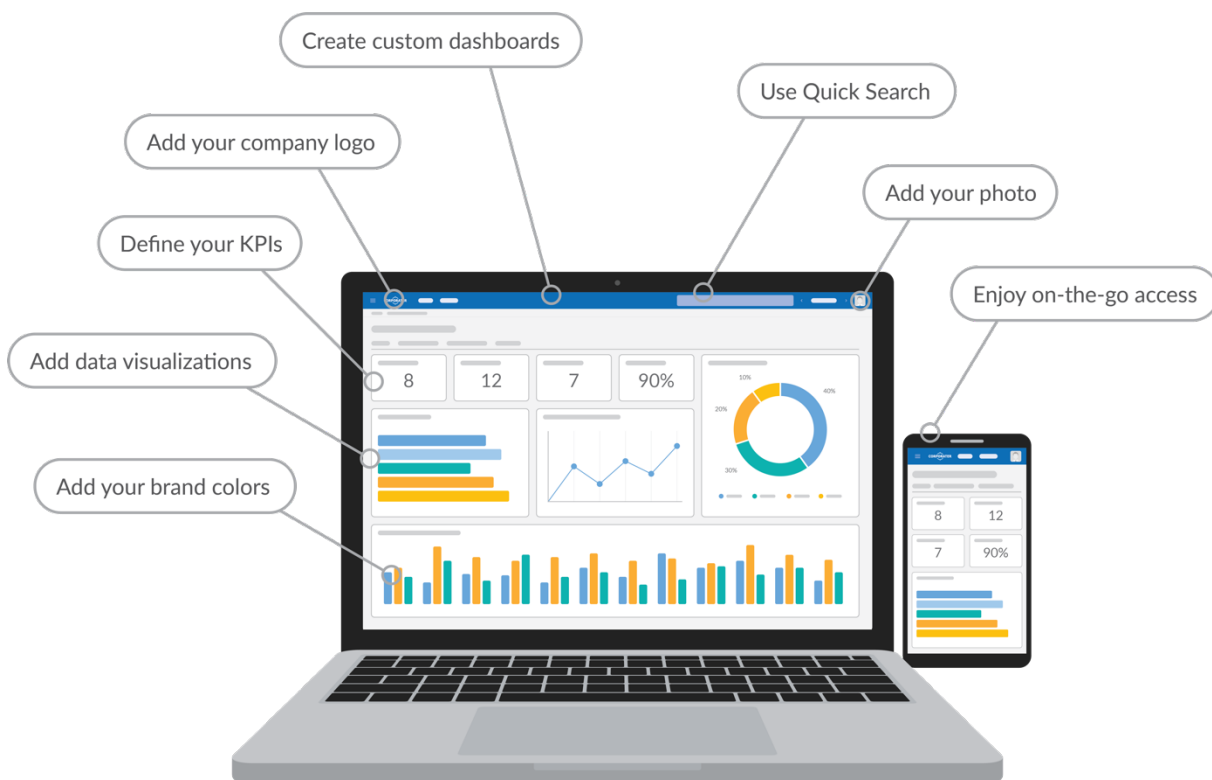 Create custom dashboards
Use Quick Search
Add your company logo
Add your photo
Define your KPIs
Enjoy on-the-go access
Add data visualizations
Add your brand colors
CORPORATER
8
12
7
90%
10%
40%
20%
30%
CORPORATER
8
12
7
90%